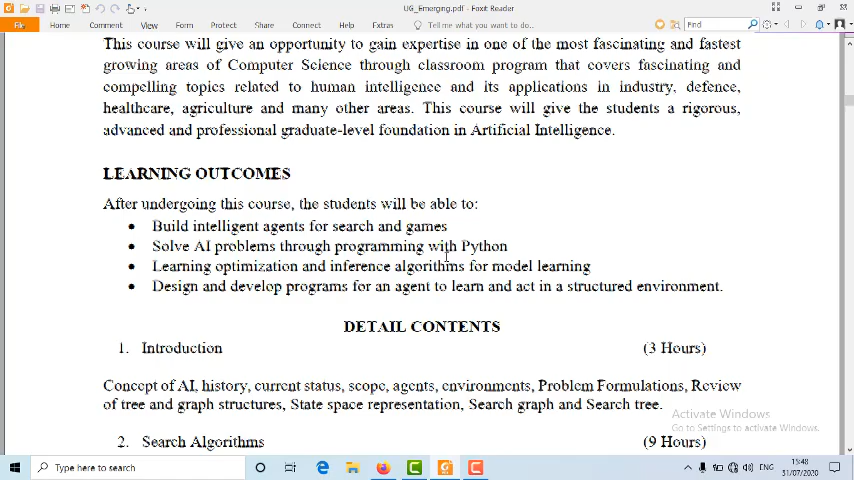 UG_Emerging.pdf - Foxit Reader
File Home Comment View Form Protect Share Connect Help Extras Tell me what you want to do... Find
This course will give an opportunity to gain expertise in one of the most fascinating and fastest
growing areas of Computer Science through classroom program that covers fascinating and
compelling topics related to human intelligence and its applications in industry, defence,
healthcare, agriculture and many other areas. This course will give the students a rigorous,
advanced and professional graduate-level foundation in Artificial Intelligence.
LEARNING OUTCOMES
After undergoing this course, the students will be able to:
• Build intelligent agents for search and games
• Solve AI problems through programming with Python
• Learning optimization and inference algorithms for model learning
• Design and develop programs for an agent to learn and act in a structured environment.
DETAIL CONTENTS
1. Introduction (3 Hours)
Concept of AI, history, current status, scope, agents, environments, Problem Formulations, Review
of tree and graph structures, State space representation, Search graph and Search tree.
Activate Windows
Go to Settings to activate Windows.
2. Search Algorithms (9 Hours)
Type here to search
ENG
15:48
31/07/2020